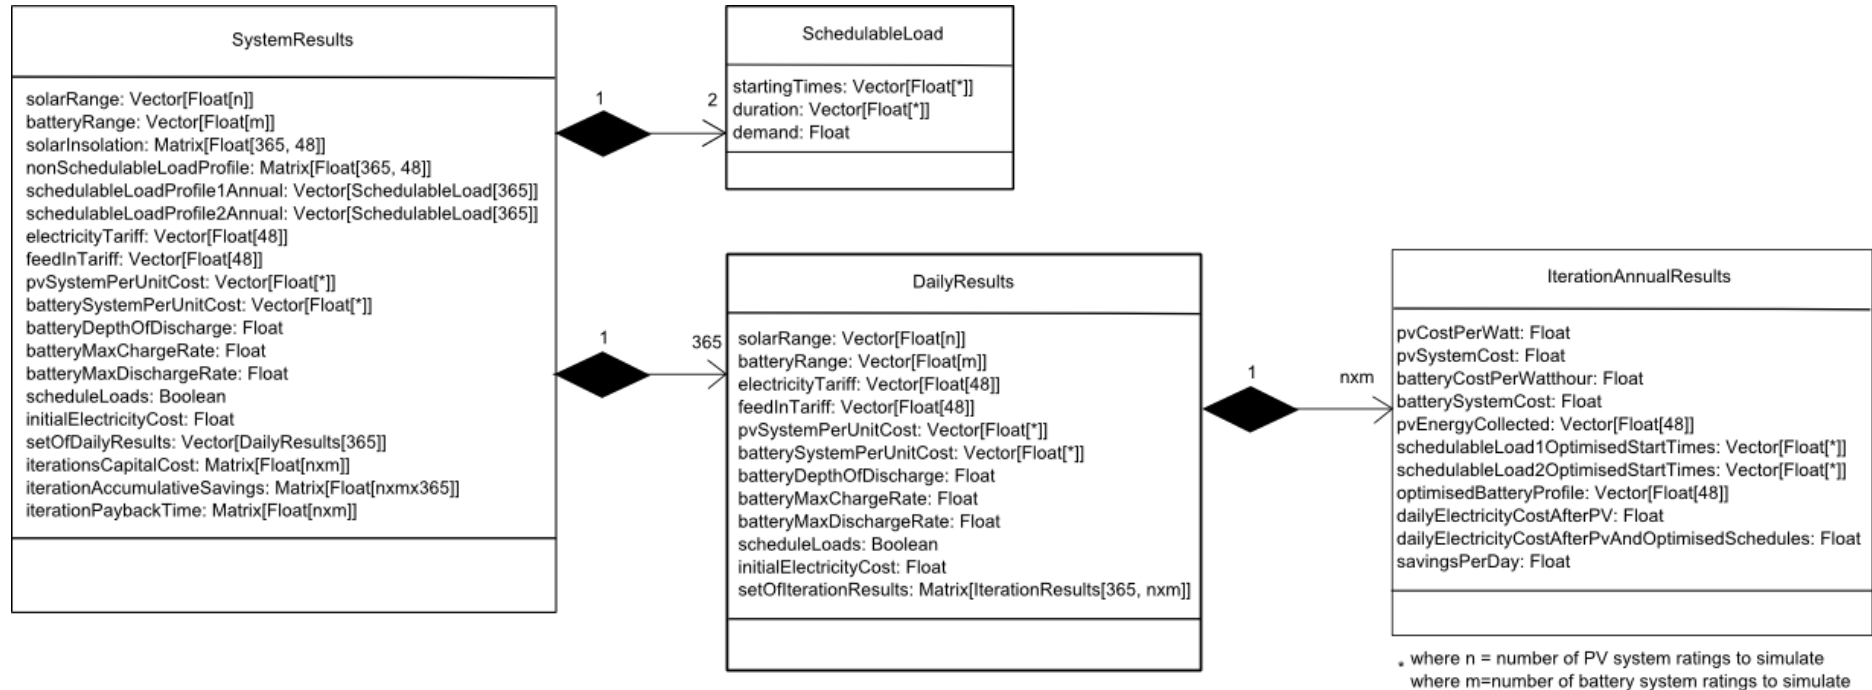 SystemResults
solarRange: Vector[Float[n]]
batteryRange: Vector[Float[m]]
solarInsolation: Matrix[Float[365, 48]]
nonSchedulableLoadProfile: Matrix[Float[365, 48]]
schedulableLoadProfile1Annual: Vector[SchedulableLoad[365]]
schedulableLoadProfile2Annual: Vector[SchedulableLoad[365]]
electricityTariff: Vector[Float[48]]
feedInTariff: Vector[Float[48]]
pvSystemPerUnitCost: Vector[Float[*]]
batterySystemPerUnitCost: Vector[Float[*]]
batteryDepthOfDischarge: Float
batteryMaxChargeRate: Float
batteryMaxDischargeRate: Float
scheduleLoads: Boolean
initialElectricityCost: Float
setOfDailyResults: Vector[DailyResults[365]]
iterationsCapitalCost: Matrix[Float[nxm]]
iterationAccumulativeSavings: Matrix[Float[nxmx365]]
iterationPaybackTime: Matrix[Float[nxm]]
1
2
SchedulableLoad
startingTimes: Vector[Float[*]]
duration: Vector[Float[*]]
demand: Float
1
365
DailyResults
solarRange: Vector[Float[n]]
batteryRange: Vector[Float[m]]
electricityTariff: Vector[Float[48]]
feedInTariff: Vector[Float[48]]
pvSystemPerUnitCost: Vector[Float[*]]
batterySystemPerUnitCost: Vector[Float[*]]
batteryDepthOfDischarge: Float
batteryMaxChargeRate: Float
batteryMaxDischargeRate: Float
scheduleLoads: Boolean
initialElectricityCost: Float
setOfIterationResults: Matrix[IterationResults[365, nxm]]
1
nxm
IterationAnnualResults
pvCostPerWatt: Float
pvSystemCost: Float
batteryCostPerWatthour: Float
batterySystemCost: Float
pvEnergyCollected: Vector[Float[48]]
schedulableLoad1OptimisedStartTimes: Vector[Float[*]]
schedulableLoad2OptimisedStartTimes: Vector[Float[*]]
optimisedBatteryProfile: Vector[Float[48]]
dailyElectricityCostAfterPV: Float
dailyElectricityCostAfterPvAndOptimisedSchedules: Float
savingsPerDay: Float
* where n = number of PV system ratings to simulate
where m=number of battery system ratings to simulate